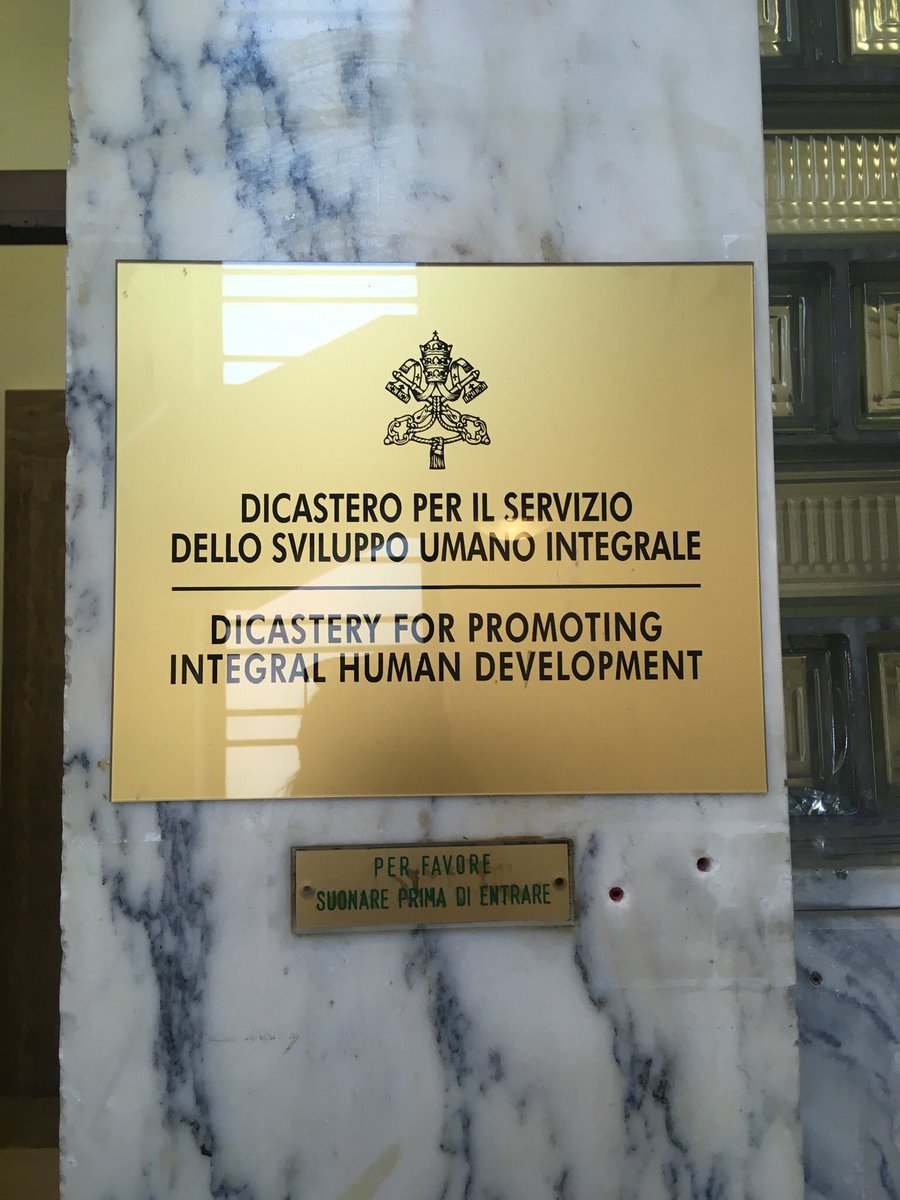 DICASTERO PER IL SERVIZIO
DELLO SVILUPPO UMANO INTEGRALE
DICASTERY FOR PROMOTING
INTEGRAL HUMAN DEVELOPMENT
PER FAVORE
SUONARE PRIMA DI ENTRARE